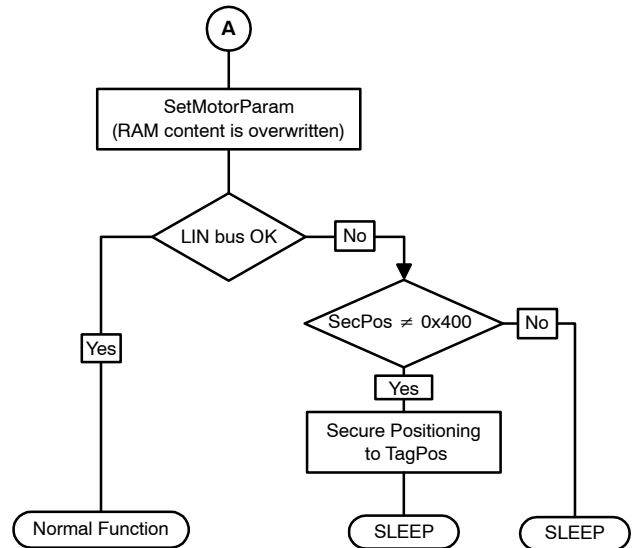 A
SetMotorParam
(RAM content is overwritten)
LIN bus OK
No
SecPos ≠ 0x400
No
Yes
Yes
Secure Positioning
to TagPos
Normal Function
SLEEP
SLEEP